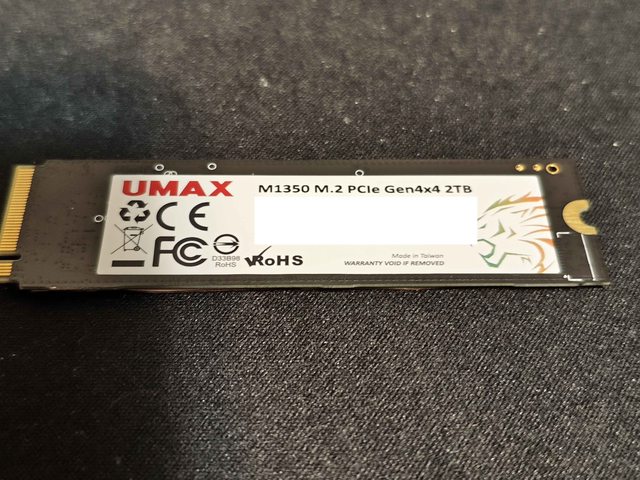 UMAX
M1350 M.2 PCIe Gen4x4 2TB
CE
FC
D33B98
RoHS
RoHS
Made in Taiwan
WARRANTY VOID IF REMOVED